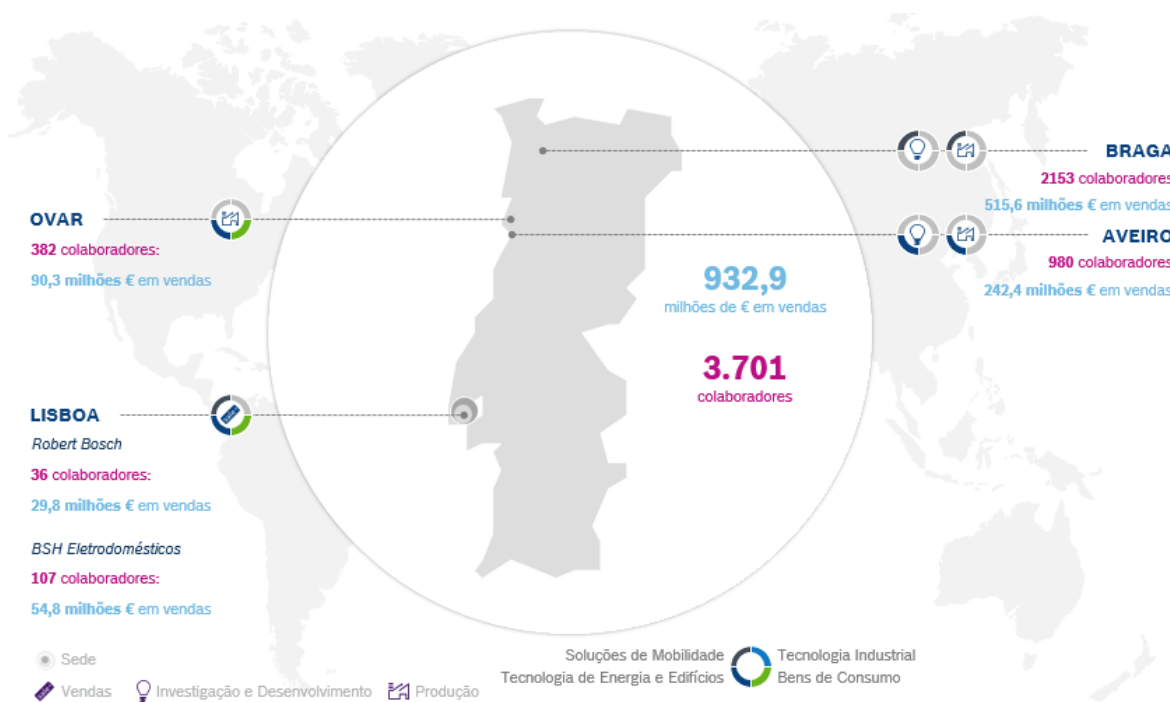 BRAGA
2153 colaboradores
515,6 milhões € em vendas
OVAR
382 colaboradores:
90,3 milhões € em vendas
AVEIRO
980 colaboradores
242,4 milhões € em vendas
932,9
milhões de € em vendas
3.701
colaboradores
LISBOA
Robert Bosch
36 colaboradores:
29,8 milhões € em vendas
BSH Eletrodomésticos
107 colaboradores:
54,8 milhões € em vendas
Sede
Vendas
Investigação e Desenvolvimento
Produção
Soluções de Mobilidade
Tecnologia Industrial
Tecnologia de Energia e Edifícios
Bens de Consumo